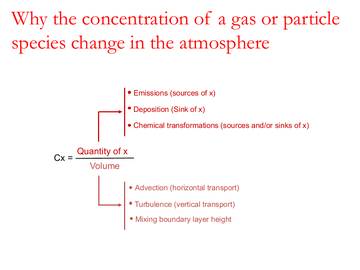 Why the concentration of a gas or particle
species change in the atmosphere
• Emissions (sources of x)
• Deposition (Sink of x)
• Chemical transformations (sources and/or sinks of x)
Cx = Quantity of x
Volume
• Advection (horizontal transport)
• Turbulence (vertical transport)
• Mixing boundary layer height